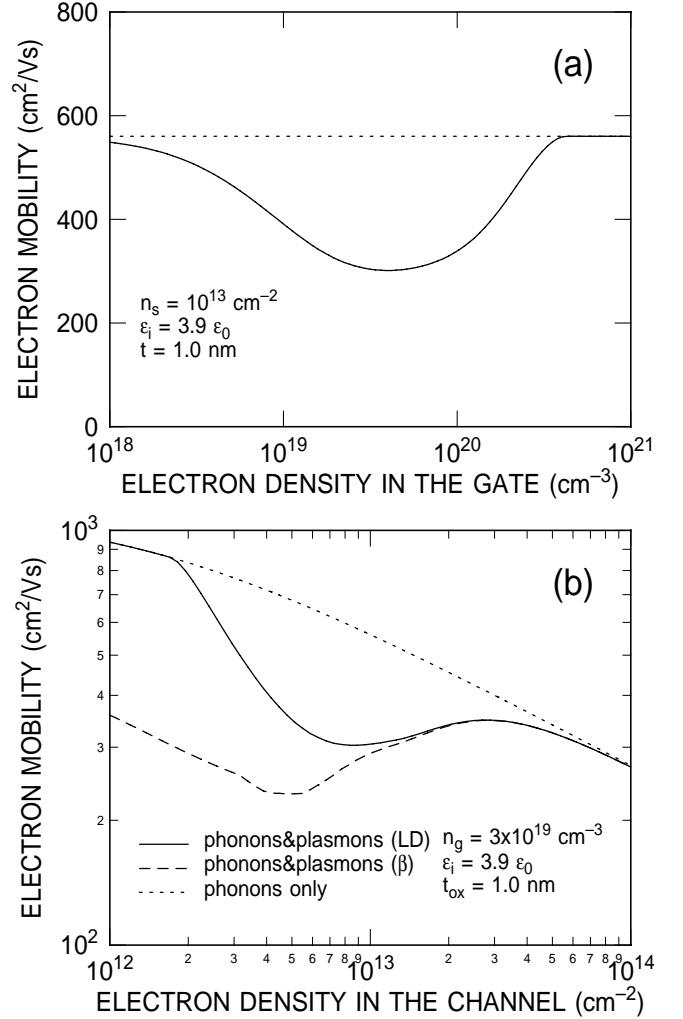 (a)
ELECTRON MOBILITY (cm²/Vs)
800
600
400
200
0
nₛ = 10¹³ cm⁻²
εᵢ = 3.9 ε₀
t = 1.0 nm
10¹⁸ 10¹⁹ 10²⁰ 10²¹
ELECTRON DENSITY IN THE GATE (cm⁻³)
(b)
ELECTRON MOBILITY (cm²/Vs)
10³
9
8
7
6
5
4
3
2
10²
phonons&plasmons (LD)
phonons&plasmons (β)
phonons only
n_g = 3x10¹⁹ cm⁻³
εᵢ = 3.9 ε₀
tₒₓ = 1.0 nm
10¹² 2 3 4 5 6 7 8 9 10¹³ 2 3 4 5 6 7 8 9 10¹⁴
ELECTRON DENSITY IN THE CHANNEL (cm⁻²)